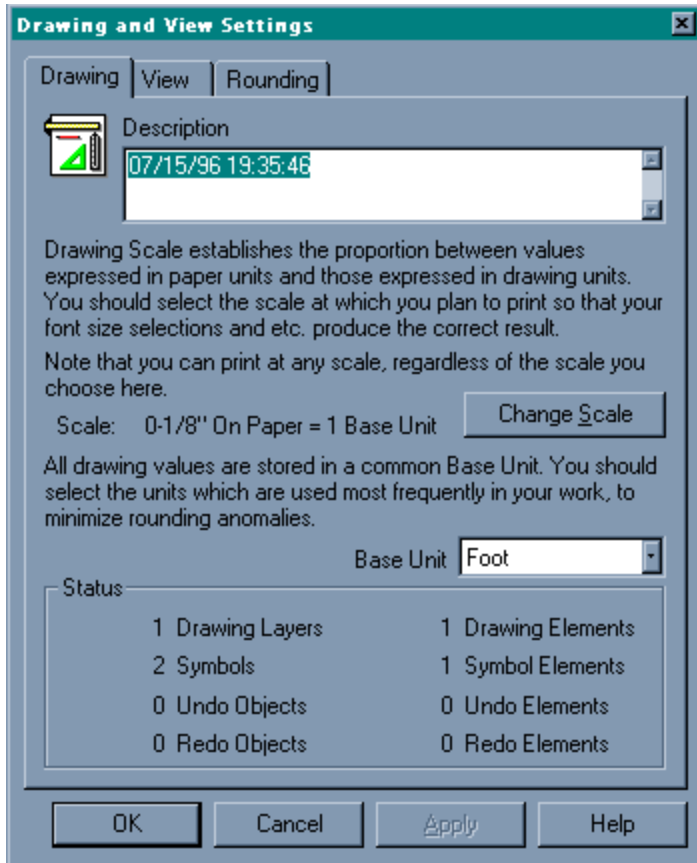 Drawing and View Settings
Drawing View Rounding
Description
07/15/96 19:35:46
Drawing Scale establishes the proportion between values
expressed in paper units and those expressed in drawing units.
You should select the scale at which you plan to print so that your
font size selections and etc. produce the correct result.
Note that you can print at any scale, regardless of the scale you
choose here.
Scale: 0-1/8" On Paper = 1 Base Unit Change Scale
All drawing values are stored in a common Base Unit. You should
select the units which are used most frequently in your work, to
minimize rounding anomalies.
Base Unit Foot
Status
1 Drawing Layers 1 Drawing Elements
2 Symbols 1 Symbol Elements
0 Undo Objects 0 Undo Elements
0 Redo Objects 0 Redo Elements
OK Cancel Apply Help